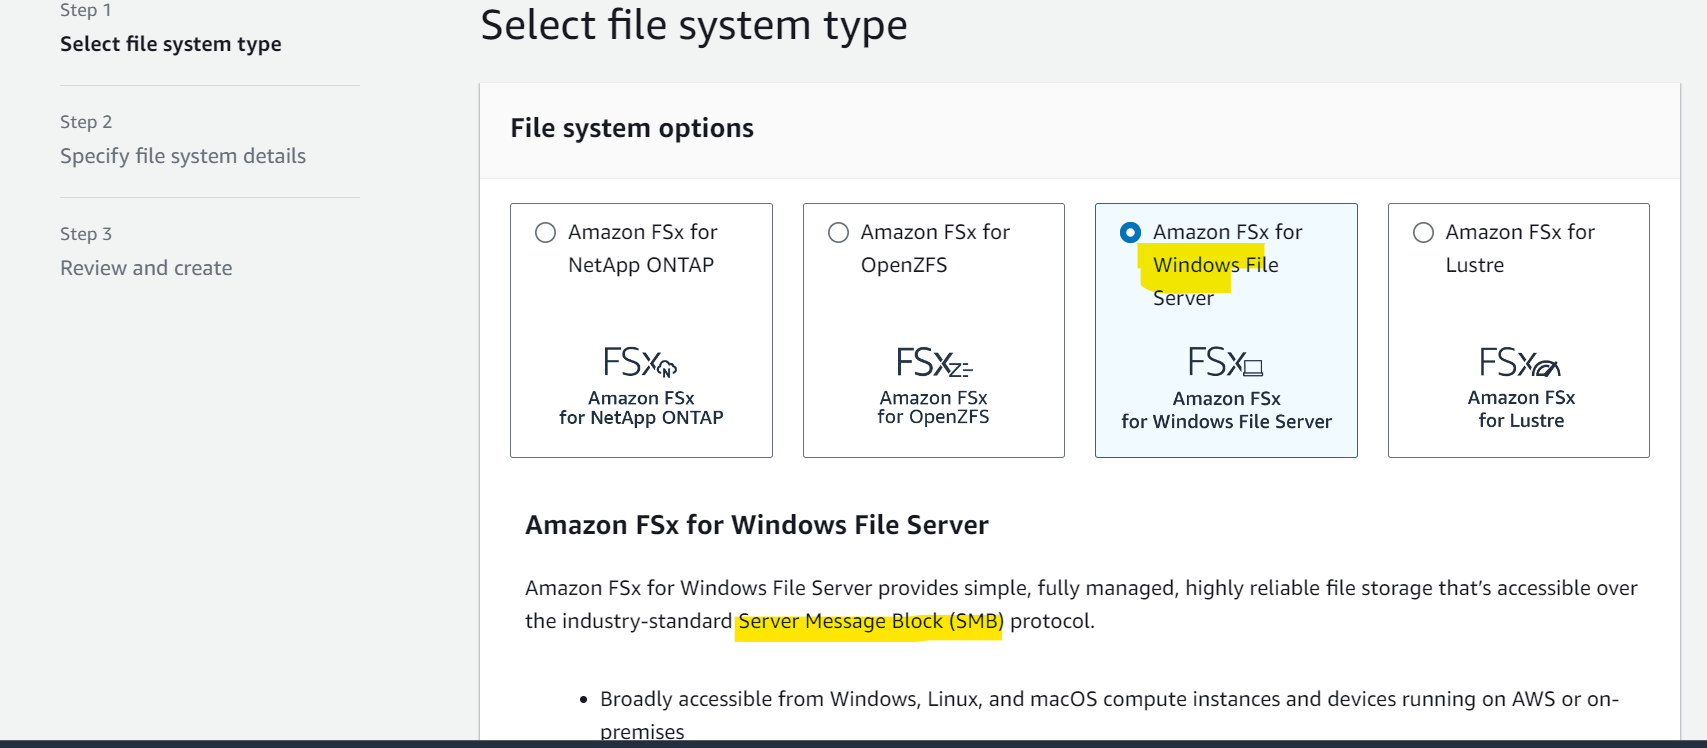 Step 1
Select file system type
Step 2
Specify file system details
Step 3
Review and create
Select file system type
File system options
Amazon FSx for
NetApp ONTAP
FSx
Amazon FSx
for NetApp ONTAP
Amazon FSx for
OpenZFS
FSx
Amazon FSx
for OpenZFS
Amazon FSx for
Windows File
Server
FSx
Amazon FSx
for Windows File Server
Amazon FSx for
Lustre
FSx
Amazon FSx
for Lustre
Amazon FSx for Windows File Server
Amazon FSx for Windows File Server provides simple, fully managed, highly reliable file storage that’s accessible over
the industry-standard Server Message Block (SMB) protocol.
• Broadly accessible from Windows, Linux, and macOS compute instances and devices running on AWS or on-
premises